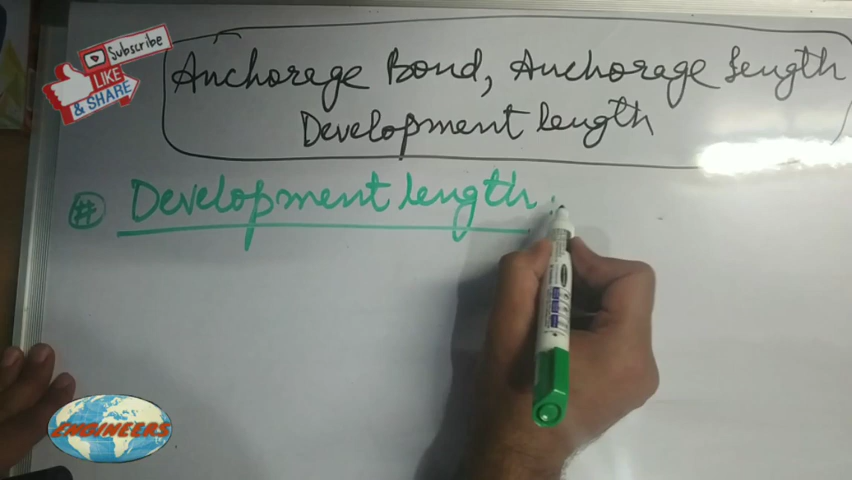 Subscribe
LIKE
& SHARE
Anchorage Bond, Anchorage length
Development length
# Development length :
ENGINEERS